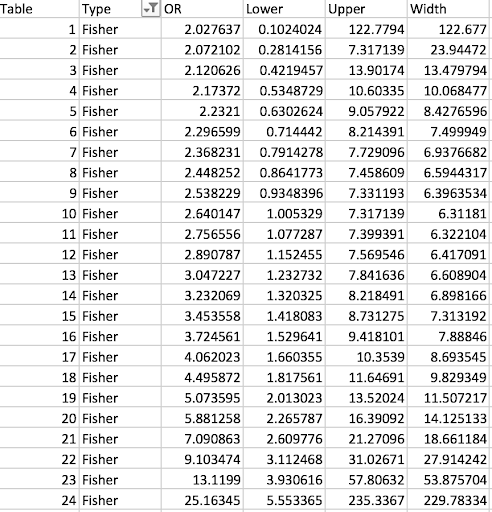 Table Type OR Lower Upper Width
1 Fisher 2.027637 0.1024024 122.7794 122.677
2 Fisher 2.072102 0.2814156 7.317139 23.94472
3 Fisher 2.120626 0.4219457 13.90174 13.479794
4 Fisher 2.17372 0.5348729 10.60335 10.068477
5 Fisher 2.2321 0.6302624 9.057922 8.4276596
6 Fisher 2.296599 0.714442 8.214391 7.499949
7 Fisher 2.368231 0.7914278 7.729096 6.9376682
8 Fisher 2.448252 0.8641773 7.458609 6.5944317
9 Fisher 2.538229 0.9348396 7.331193 6.3963534
10 Fisher 2.640147 1.005329 7.317139 6.31181
11 Fisher 2.756556 1.077287 7.399391 6.322104
12 Fisher 2.890787 1.152455 7.569546 6.417091
13 Fisher 3.047227 1.232732 7.841636 6.608904
14 Fisher 3.232069 1.320325 8.218491 6.898166
15 Fisher 3.453558 1.418083 8.731275 7.313192
16 Fisher 3.724561 1.529641 9.418101 7.88846
17 Fisher 4.062023 1.660355 10.3539 8.693545
18 Fisher 4.495872 1.817561 11.64691 9.829349
19 Fisher 5.073595 2.013023 13.52024 11.507217
20 Fisher 5.881258 2.265787 16.39092 14.125133
21 Fisher 7.090863 2.609776 21.27096 18.661184
22 Fisher 9.103474 3.112468 31.02671 27.914242
23 Fisher 13.1199 3.930616 57.80632 53.875704
24 Fisher 25.16345 5.553365 235.3367 229.78334